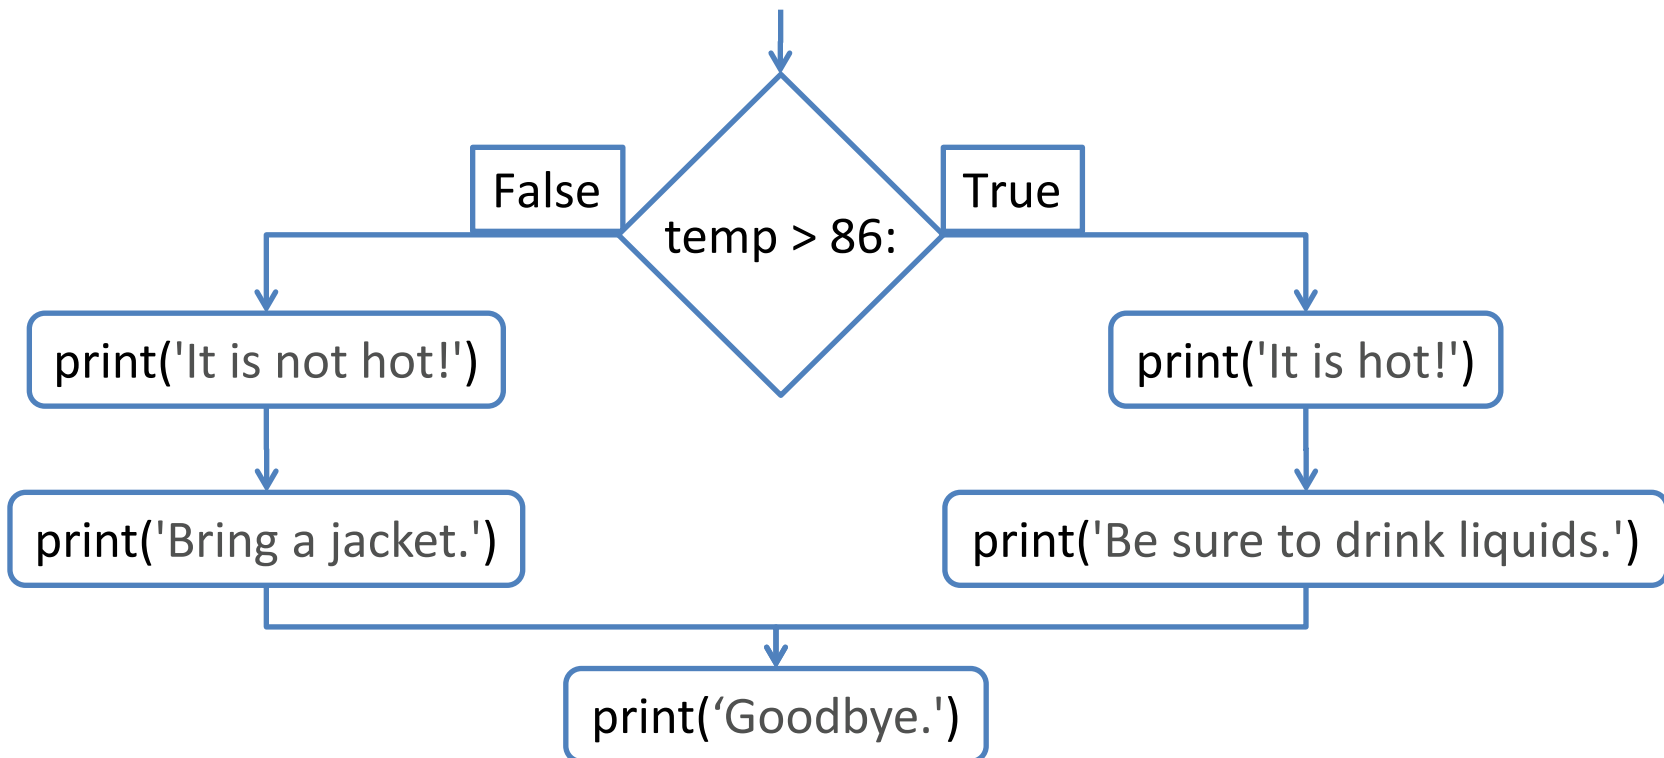 False
True
temp > 86:
print('It is not hot!')
print('It is hot!')
print('Bring a jacket.')
print('Be sure to drink liquids.')
print(‘Goodbye.')